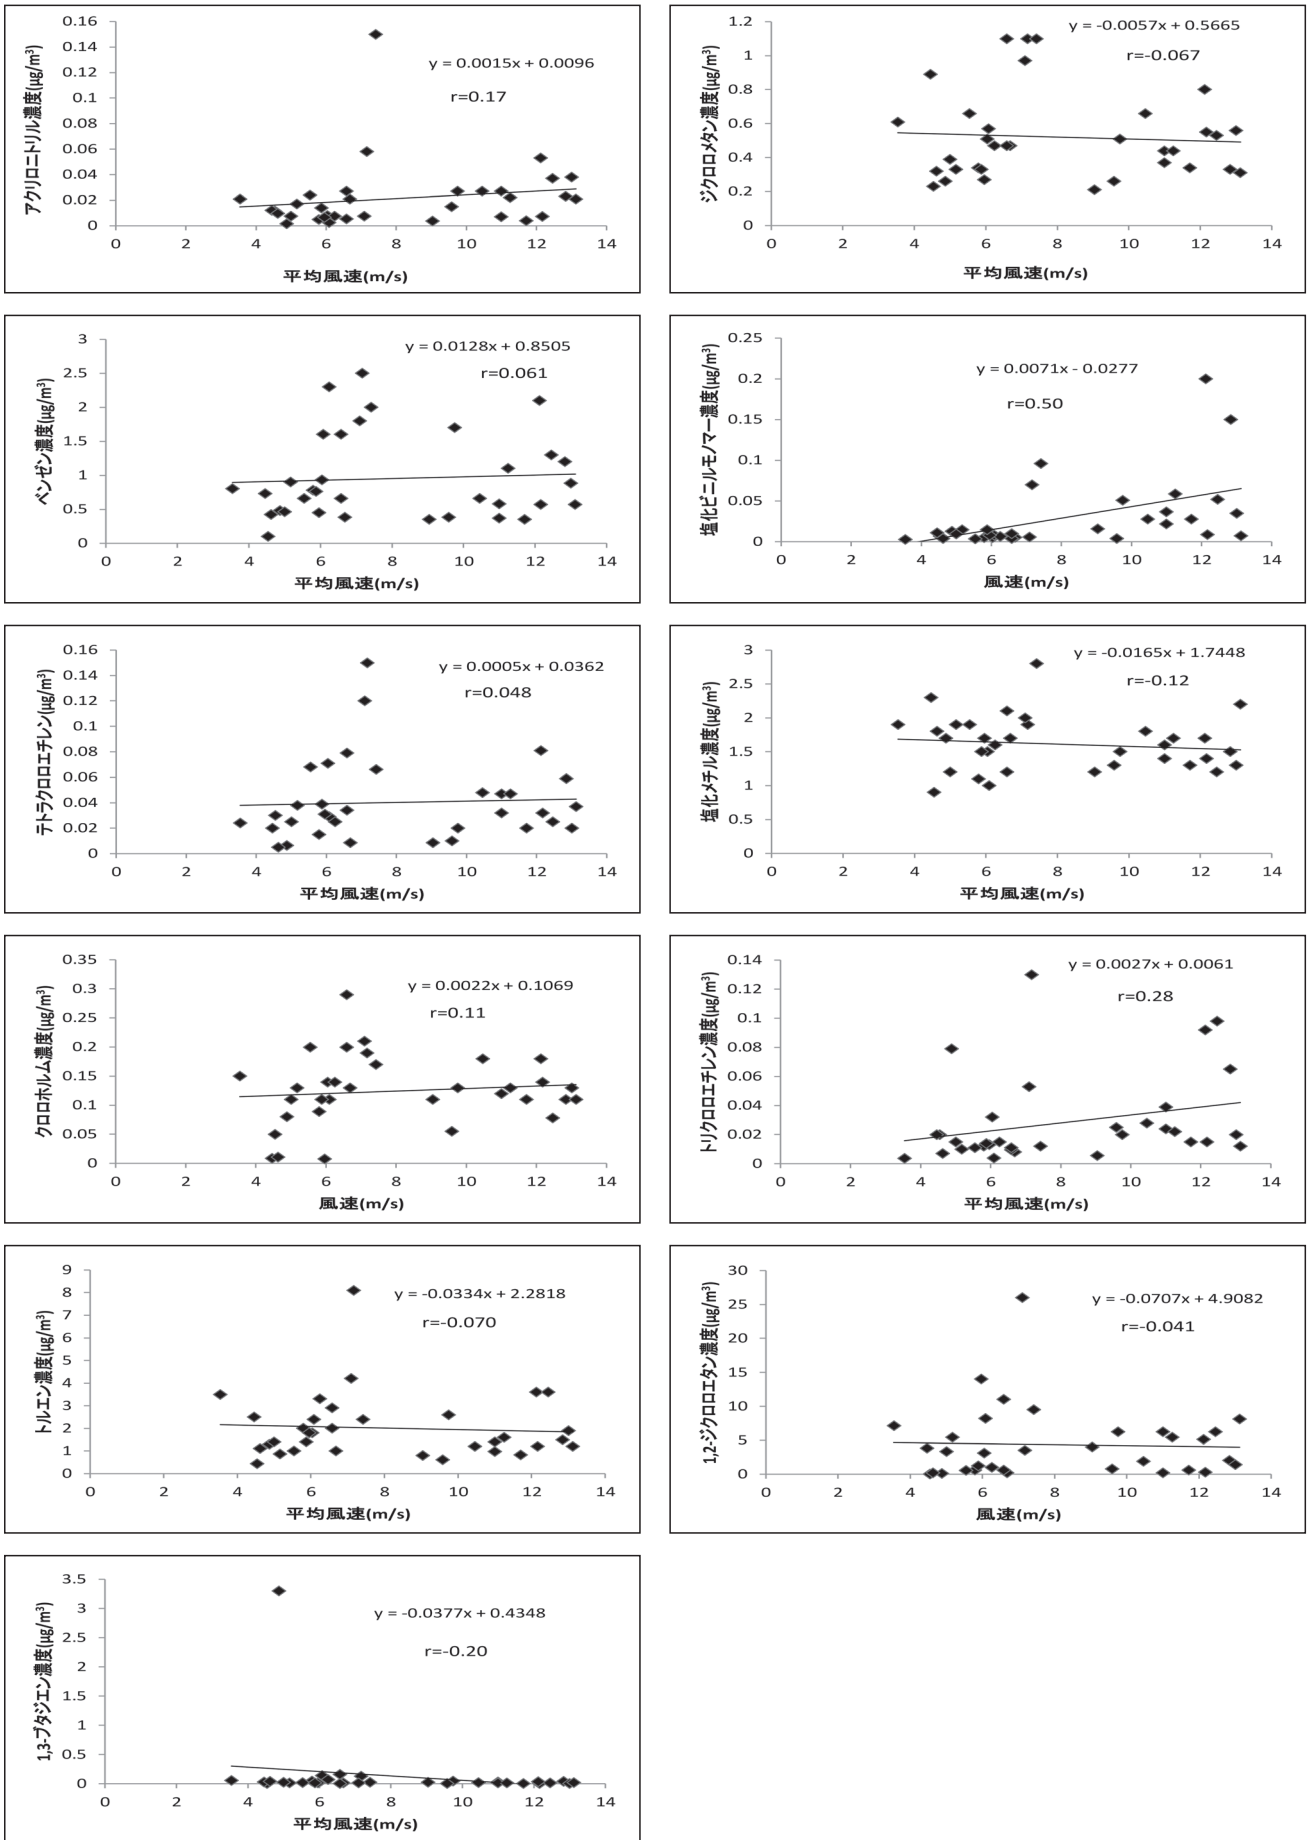 アクリロニトリル濃度(μg/m³)
0.16
0.14
0.12
0.1
0.08
0.06
0.04
0.02
0
y = 0.0015x + 0.0096
r=0.17
0 2 4 6 8 10 12 14
平均風速(m/s)
ジクロロメタン濃度(μg/m³)
1.2
1
0.8
0.6
0.4
0.2
0
y = -0.0057x + 0.5665
r=-0.067
0 2 4 6 8 10 12 14
平均風速(m/s)
ベンゼン濃度(μg/m³)
3
2.5
2
1.5
1
0.5
0
y = 0.0128x + 0.8505
r=0.061
0 2 4 6 8 10 12 14
平均風速(m/s)
塩化ビニルモノマー濃度(μg/m³)
0.25
0.2
0.15
0.1
0.05
0
y = 0.0071x - 0.0277
r=0.50
0 2 4 6 8 10 12 14
風速(m/s)
テトラクロロエチレン(μg/m³)
0.16
0.14
0.12
0.1
0.08
0.06
0.04
0.02
0
y = 0.0005x + 0.0362
r=0.048
0 2 4 6 8 10 12 14
平均風速(m/s)
塩化メチル濃度(μg/m³)
3
2.5
2
1.5
1
0.5
0
y = -0.0165x + 1.7448
r=-0.12
0 2 4 6 8 10 12 14
平均風速(m/s)
クロロホルム濃度(μg/m³)
0.35
0.3
0.25
0.2
0.15
0.1
0.05
0
y = 0.0022x + 0.1069
r=0.11
0 2 4 6 8 10 12 14
風速(m/s)
トリクロロエチレン濃度(μg/m³)
0.14
0.12
0.1
0.08
0.06
0.04
0.02
0
y = 0.0027x + 0.0061
r=0.28
0 2 4 6 8 10 12 14
平均風速(m/s)
トルエン濃度(μg/m³)
9
8
7
6
5
4
3
2
1
0
y = -0.0334x + 2.2818
r=-0.070
0 2 4 6 8 10 12 14
平均風速(m/s)
1,2-ジクロロエタン濃度(μg/m³)
30
25
20
15
10
5
0
y = -0.0707x + 4.9082
r=-0.041
0 2 4 6 8 10 12 14
風速(m/s)
1,3-ブタジエン濃度(μg/m³)
3.5
3
2.5
2
1.5
1
0.5
0
y = -0.0377x + 0.4348
r=-0.20
0 2 4 6 8 10 12 14
平均風速(m/s)